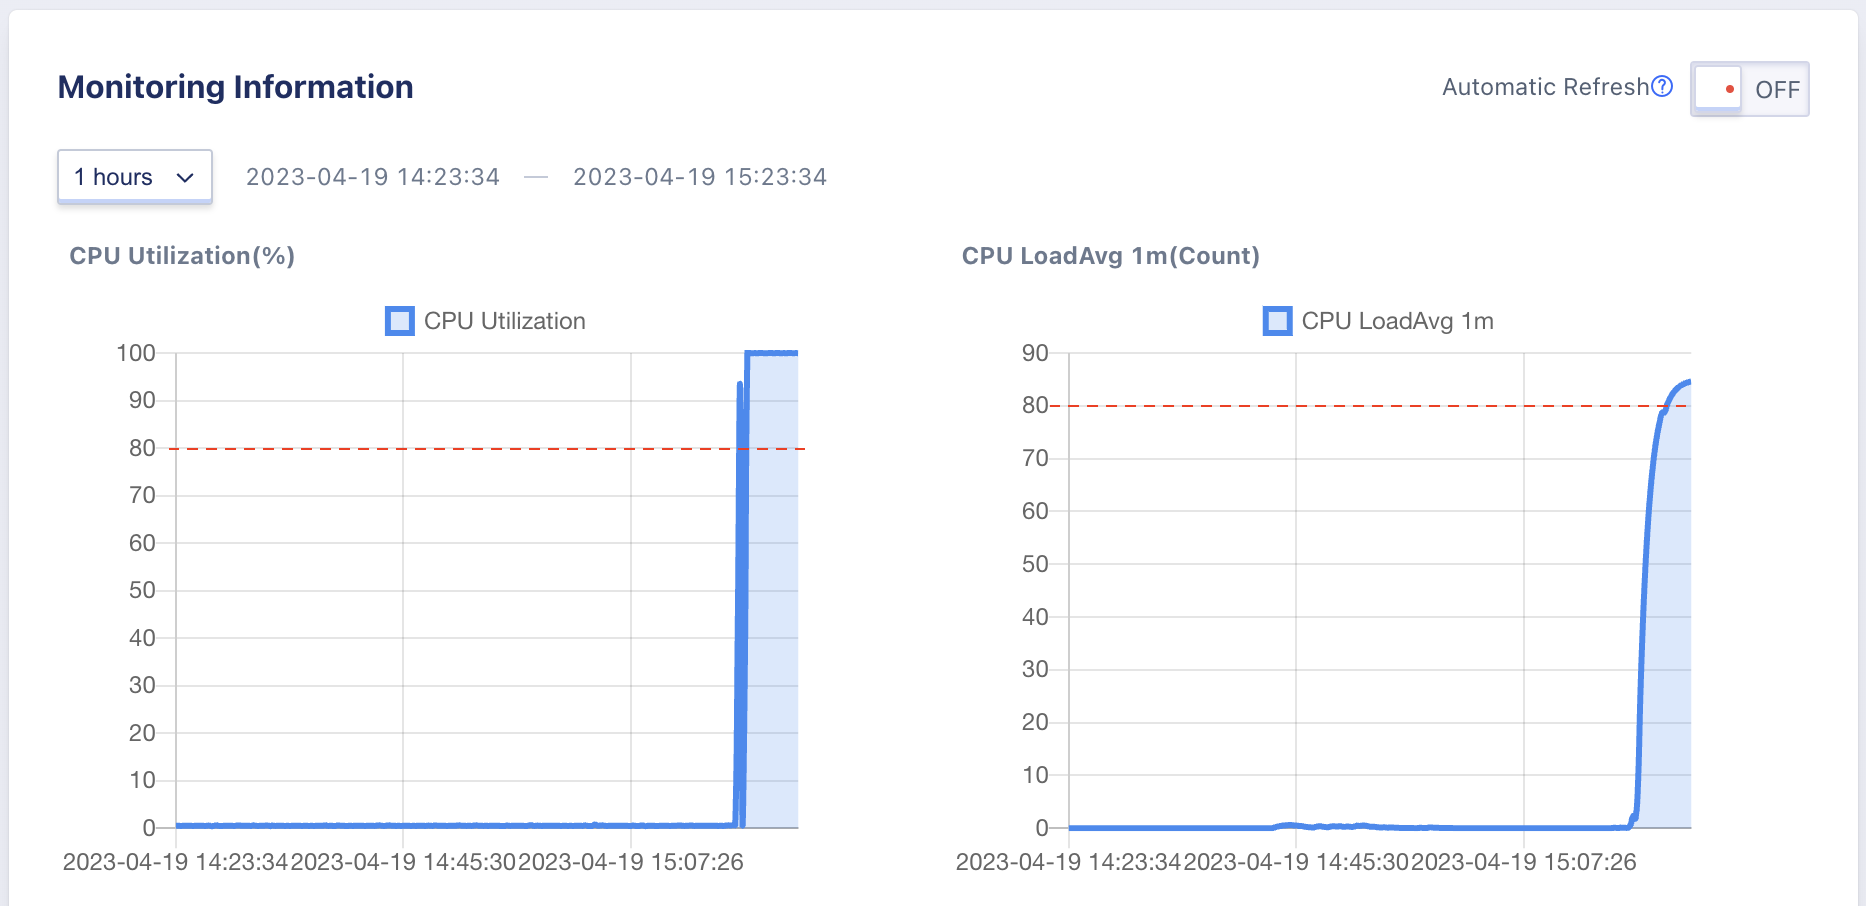 Monitoring Information
Automatic Refresh? OFF
1 hours 2023-04-19 14:23:34 — 2023-04-19 15:23:34
CPU Utilization(%)
CPU Utilization
100
90
80
70
60
50
40
30
20
10
0
2023-04-19 14:23:34 2023-04-19 14:45:30 2023-04-19 15:07:26
CPU LoadAvg 1m(Count)
CPU LoadAvg 1m
90
80
70
60
50
40
30
20
10
0
2023-04-19 14:23:34 2023-04-19 14:45:30 2023-04-19 15:07:26